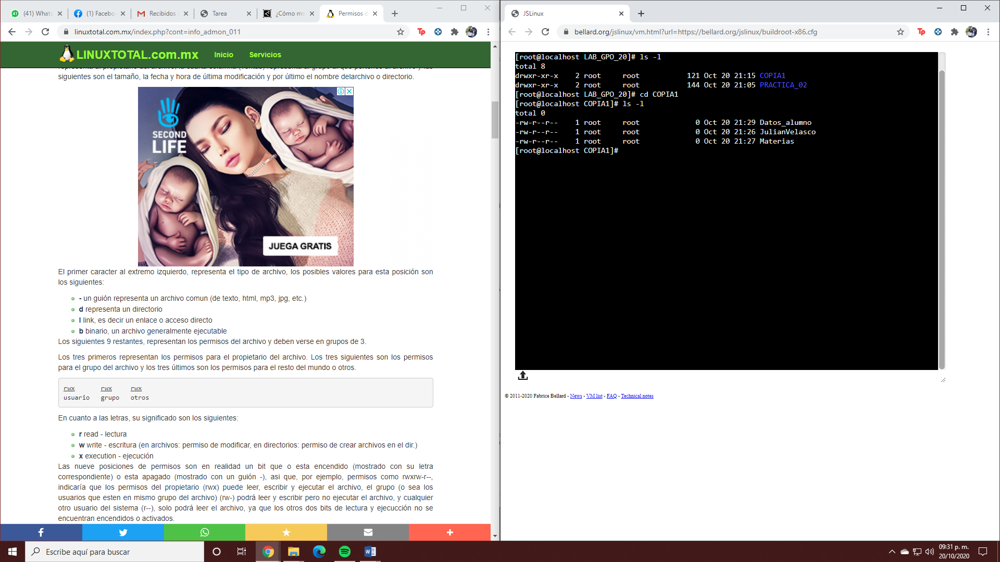 (41) Whats
(1) Facebo
Recibidos
Tarea
¿Cómo mo
Permisos d
linuxtotal.com.mx/index.php?cont=info_admon_011
LINUXTOTAL.com.mx
Inicio
Servicios
siguientes son el tamaño, la fecha y hora de última modificación y por último el nombre delarchivo o directorio.
SECOND
LIFE
JUEGA GRATIS
El primer caracter al extremo izquierdo, representa el tipo de archivo, los posibles valores para esta posición son
los siguientes:
- un guión representa un archivo comun (de texto, html, mp3, jpg, etc.)
d representa un directorio
l link, es decir un enlace o acceso directo
b binario, un archivo generalmente ejecutable
Los siguientes 9 restantes, representan los permisos del archivo y deben verse en grupos de 3.
Los tres primeros representan los permisos para el propietario del archivo. Los tres siguientes son los permisos
para el grupo del archivo y los tres últimos son los permisos para el resto del mundo o otros.
rwx rwx rwx
usuario grupo otros
En cuanto a las letras, su significado son los siguientes:
r read - lectura
w write - escritura (en archivos: permiso de modificar, en directorios: permiso de crear archivos en el dir.)
x execution - ejecución
Las nueve posiciones de permisos son en realidad un bit que o esta encendido (mostrado con su letra
correspondiente) o esta apagado (mostrado con un guión -), asi que, por ejemplo, permisos como rwxrw-r--,
indicaría que los permisos del propietario (rwx) puede leer, escribir y ejecutar el archivo, el grupo (o sea los
usuarios que esten en mismo grupo del archivo) (rw-) podrá leer y escribir pero no ejecutar el archivo, y cualquier
otro usuario del sistema (r--), solo podrá leer el archivo, ya que los otros dos bits de lectura y ejecucción no se
encuentran encendidos o activados.
JSLinux
bellard.org/jslinux/vm.html?url=https://bellard.org/jslinux/buildroot-x86.cfg
[root@localhost LAB_GPO_20]# ls -l
total 8
drwxr-xr-x 2 root root 121 Oct 20 21:15 COPIA1
drwxr-xr-x 2 root root 144 Oct 20 21:05 PRACTICA_02
[root@localhost LAB_GPO_20]# cd COPIA1
[root@localhost COPIA1]# ls -l
total 0
-rw-r--r-- 1 root root 0 Oct 20 21:29 Datos_alumno
-rw-r--r-- 1 root root 0 Oct 20 21:26 JulianVelasco
-rw-r--r-- 1 root root 0 Oct 20 21:27 Materias
[root@localhost COPIA1]#
© 2011-2020 Fabrice Bellard - News - VM list - FAQ - Technical notes
Escribe aquí para buscar
09:31 p. m.
20/10/2020